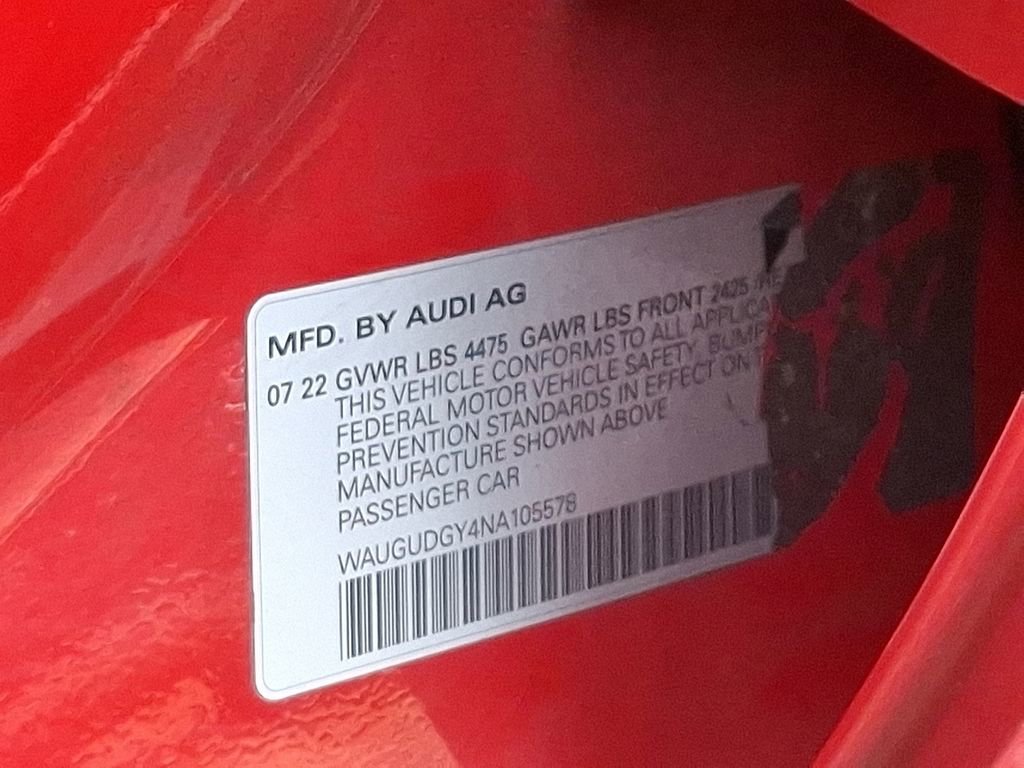 MFD. BY AUDI AG
07 22 GVWR LBS 4475 GAWR LBS FRONT 2425
THIS VEHICLE CONFORMS TO ALL
FEDERAL MOTOR VEHICLE SAFETY,
PREVENTION STANDARDS IN EFFECT ON
MANUFACTURE SHOWN ABOVE
PASSENGER CAR
WAUGUDGY4NA105578